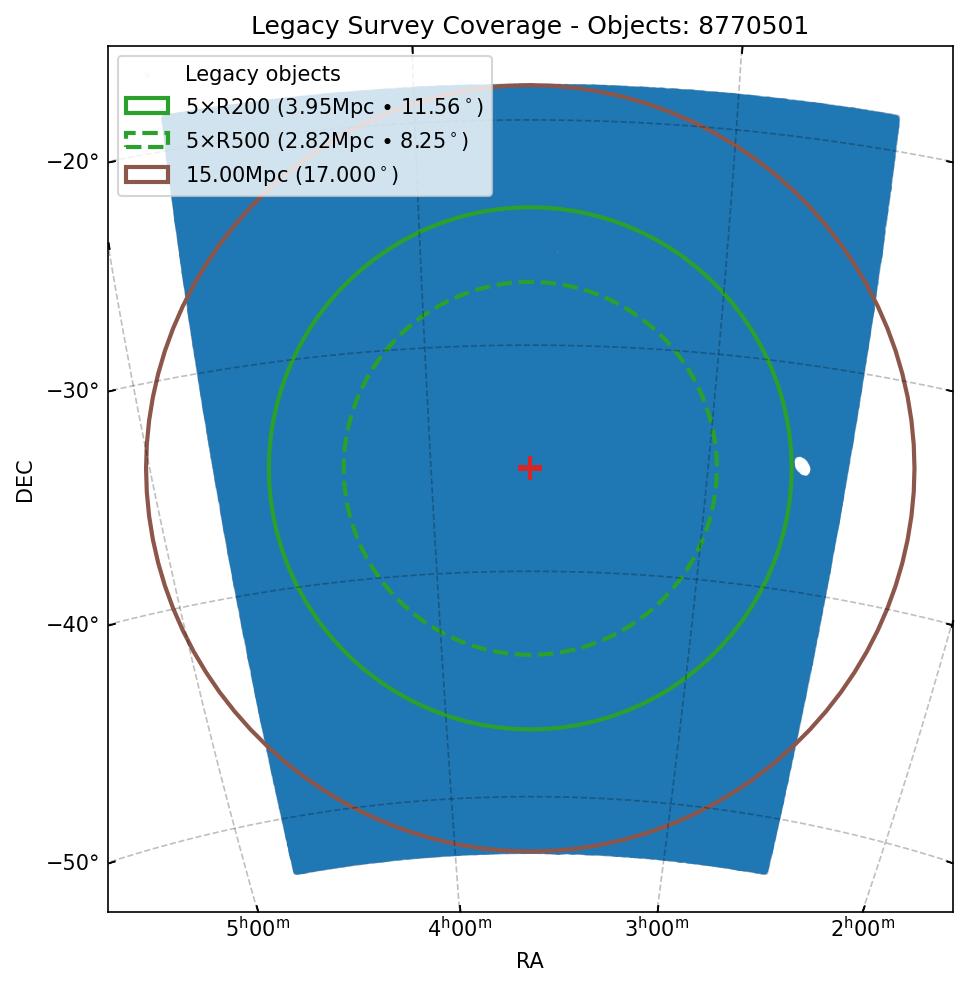 Legacy Survey Coverage - Objects: 8770501
Legacy objects
5×R200 (3.95Mpc • 11.56°)
5×R500 (2.82Mpc • 8.25°)
15.00Mpc (17.000°)
−20°
−30°
−40°
−50°
DEC
5ʰ00ᵐ
4ʰ00ᵐ
3ʰ00ᵐ
2ʰ00ᵐ
RA